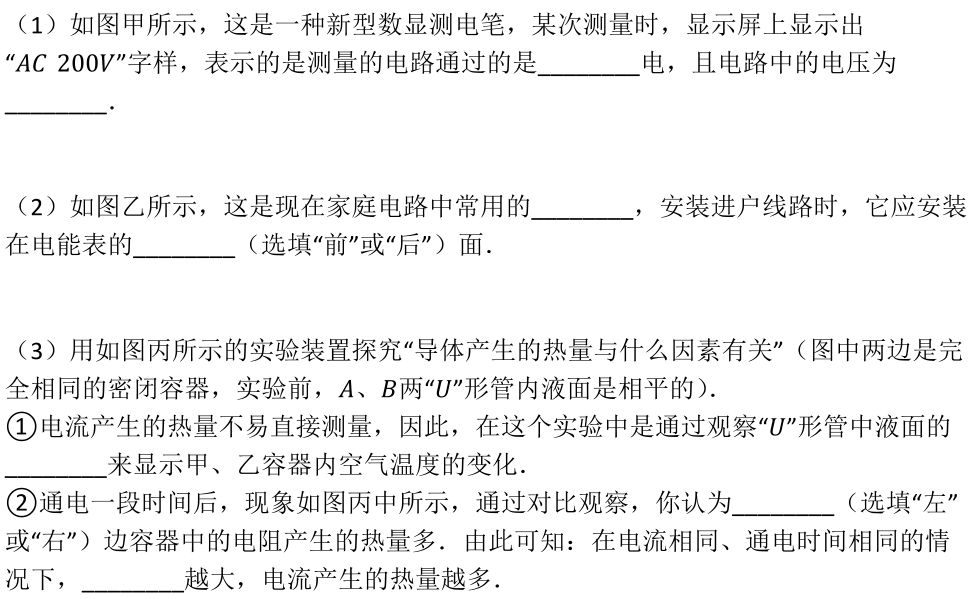 （1）如图甲所示，这是一种新型数显测电笔，某次测量时，显示屏上显示出
“AC 200V”字样，表示的是测量的电路通过的是________电，且电路中的电压为
________．
（2）如图乙所示，这是现在家庭电路中常用的________，安装进户线路时，它应安装
在电能表的________（选填“前”或“后”）面．
（3）用如图丙所示的实验装置探究“导体产生的热量与什么因素有关”（图中两边是完
全相同的密闭容器，实验前，A、B两“U”形管内液面是相平的）．
①电流产生的热量不易直接测量，因此，在这个实验中是通过观察“U”形管中液面的
________来显示甲、乙容器内空气温度的变化．
②通电一段时间后，现象如图丙中所示，通过对比观察，你认为________（选填“左”
或“右”）边容器中的电阻产生的热量多．由此可知：在电流相同、通电时间相同的情
况下，________越大，电流产生的热量越多．